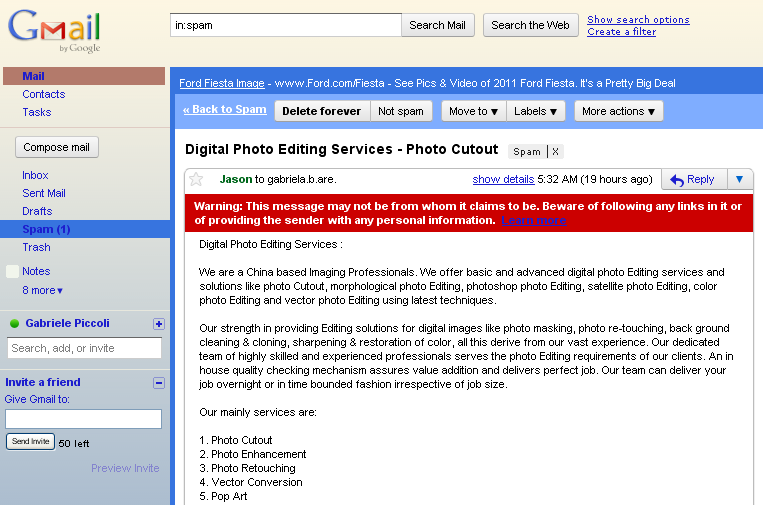 Gmail
by Google
in:spam
Search Mail
Search the Web
Show search options
Create a filter
Mail
Contacts
Tasks
Compose mail
Inbox
Sent Mail
Drafts
Spam (1)
Trash
Notes
8 more ▾
Gabriele Piccoli
Search, add, or invite
Invite a friend
Give Gmail to:
Send Invite 50 left
Preview Invite
Ford Fiesta Image - www.Ford.com/Fiesta - See Pics & Video of 2011 Ford Fiesta. It's a Pretty Big Deal
« Back to Spam Delete forever Not spam Move to ▼ Labels ▼ More actions ▼
Digital Photo Editing Services - Photo Cutout Spam | X
Jason to gabriela.b.are. show details 5:32 AM (19 hours ago) Reply ▼
Warning: This message may not be from whom it claims to be. Beware of following any links in it or
of providing the sender with any personal information. Learn more
Digital Photo Editing Services :
We are a China based Imaging Professionals. We offer basic and advanced digital photo Editing services and
solutions like photo Cutout, morphological photo Editing, photoshop photo Editing, satellite photo Editing, color
photo Editing and vector photo Editing using latest techniques.
Our strength in providing Editing solutions for digital images like photo masking, photo re-touching, back ground
cleaning & cloning, sharpening & restoration of color, all this derive from our vast experience. Our dedicated
team of highly skilled and experienced professionals serves the photo Editing requirements of our clients. An in
house quality checking mechanism assures value addition and delivers perfect job. Our team can deliver your
job overnight or in time bounded fashion irrespective of job size.
Our mainly services are:
1. Photo Cutout
2. Photo Enhancement
3. Photo Retouching
4. Vector Conversion
5. Pop Art